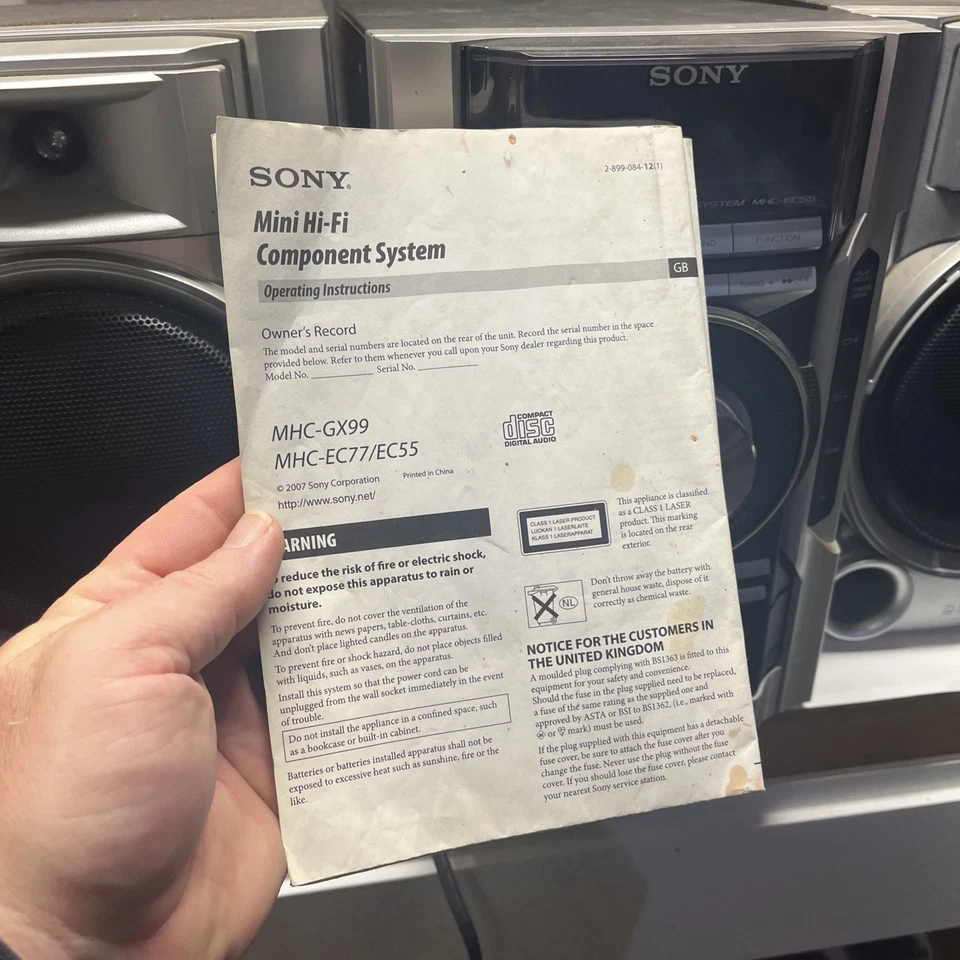 SONY
SYSTEM MHC-EC55
FUNCTION
TUNING +
SONY®
2-899-084-12(1)
Mini Hi-Fi
Component System
GB
Operating Instructions
Owner's Record
The model and serial numbers are located on the rear of the unit. Record the serial number in the space
provided below. Refer to them whenever you call upon your Sony dealer regarding this product.
Model No. __________ Serial No. __________
MHC-GX99
MHC-EC77/EC55
© 2007 Sony Corporation Printed in China
http://www.sony.net/
COMPACT
disc
DIGITAL AUDIO
ARNING
reduce the risk of fire or electric shock,
do not expose this apparatus to rain or
moisture.
To prevent fire, do not cover the ventilation of the
apparatus with news papers, table-cloths, curtains, etc.
And don't place lighted candles on the apparatus.
To prevent fire or shock hazard, do not place objects filled
with liquids, such as vases, on the apparatus.
Install this system so that the power cord can be
unplugged from the wall socket immediately in the event
of trouble.
Do not install the appliance in a confined space, such
as a bookcase or built-in cabinet.
Batteries or batteries installed apparatus shall not be
exposed to excessive heat such as sunshine, fire or the
like.
CLASS 1 LASER PRODUCT
LUOKAN 1 LASERLAITE
KLASS 1 LASERAPPARAT
This appliance is classified
as a CLASS 1 LASER
product. This marking
is located on the rear
exterior.
NL
Don't throw away the battery with
general house waste, dispose of it
correctly as chemical waste.
NOTICE FOR THE CUSTOMERS IN
THE UNITED KINGDOM
A moulded plug complying with BS1363 is fitted to this
equipment for your safety and convenience.
Should the fuse in the plug supplied need to be replaced,
a fuse of the same rating as the supplied one and
approved by ASTA or BSI to BS1362, (i.e., marked with
or mark) must be used.
If the plug supplied with this equipment has a detachable
fuse cover, be sure to attach the fuse cover after you
change the fuse. Never use the plug without the fuse
cover. If you should lose the fuse cover, please contact
your nearest Sony service station.